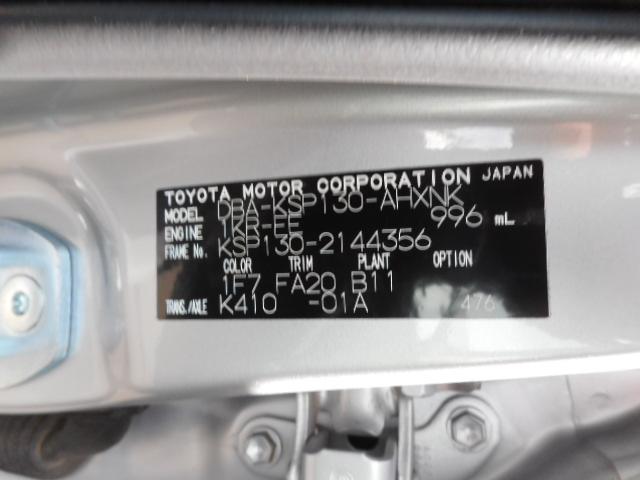 TOYOTA MOTOR CORPORATION JAPAN
MODEL DBA-KSP130-AHXNK
ENGINE 1KR-FE 996 mL
FRAME No. KSP130-2144356
COLOR TRIM PLANT OPTION
1F7 FA20 B11
TRANS./AXLE K410 -01A 476